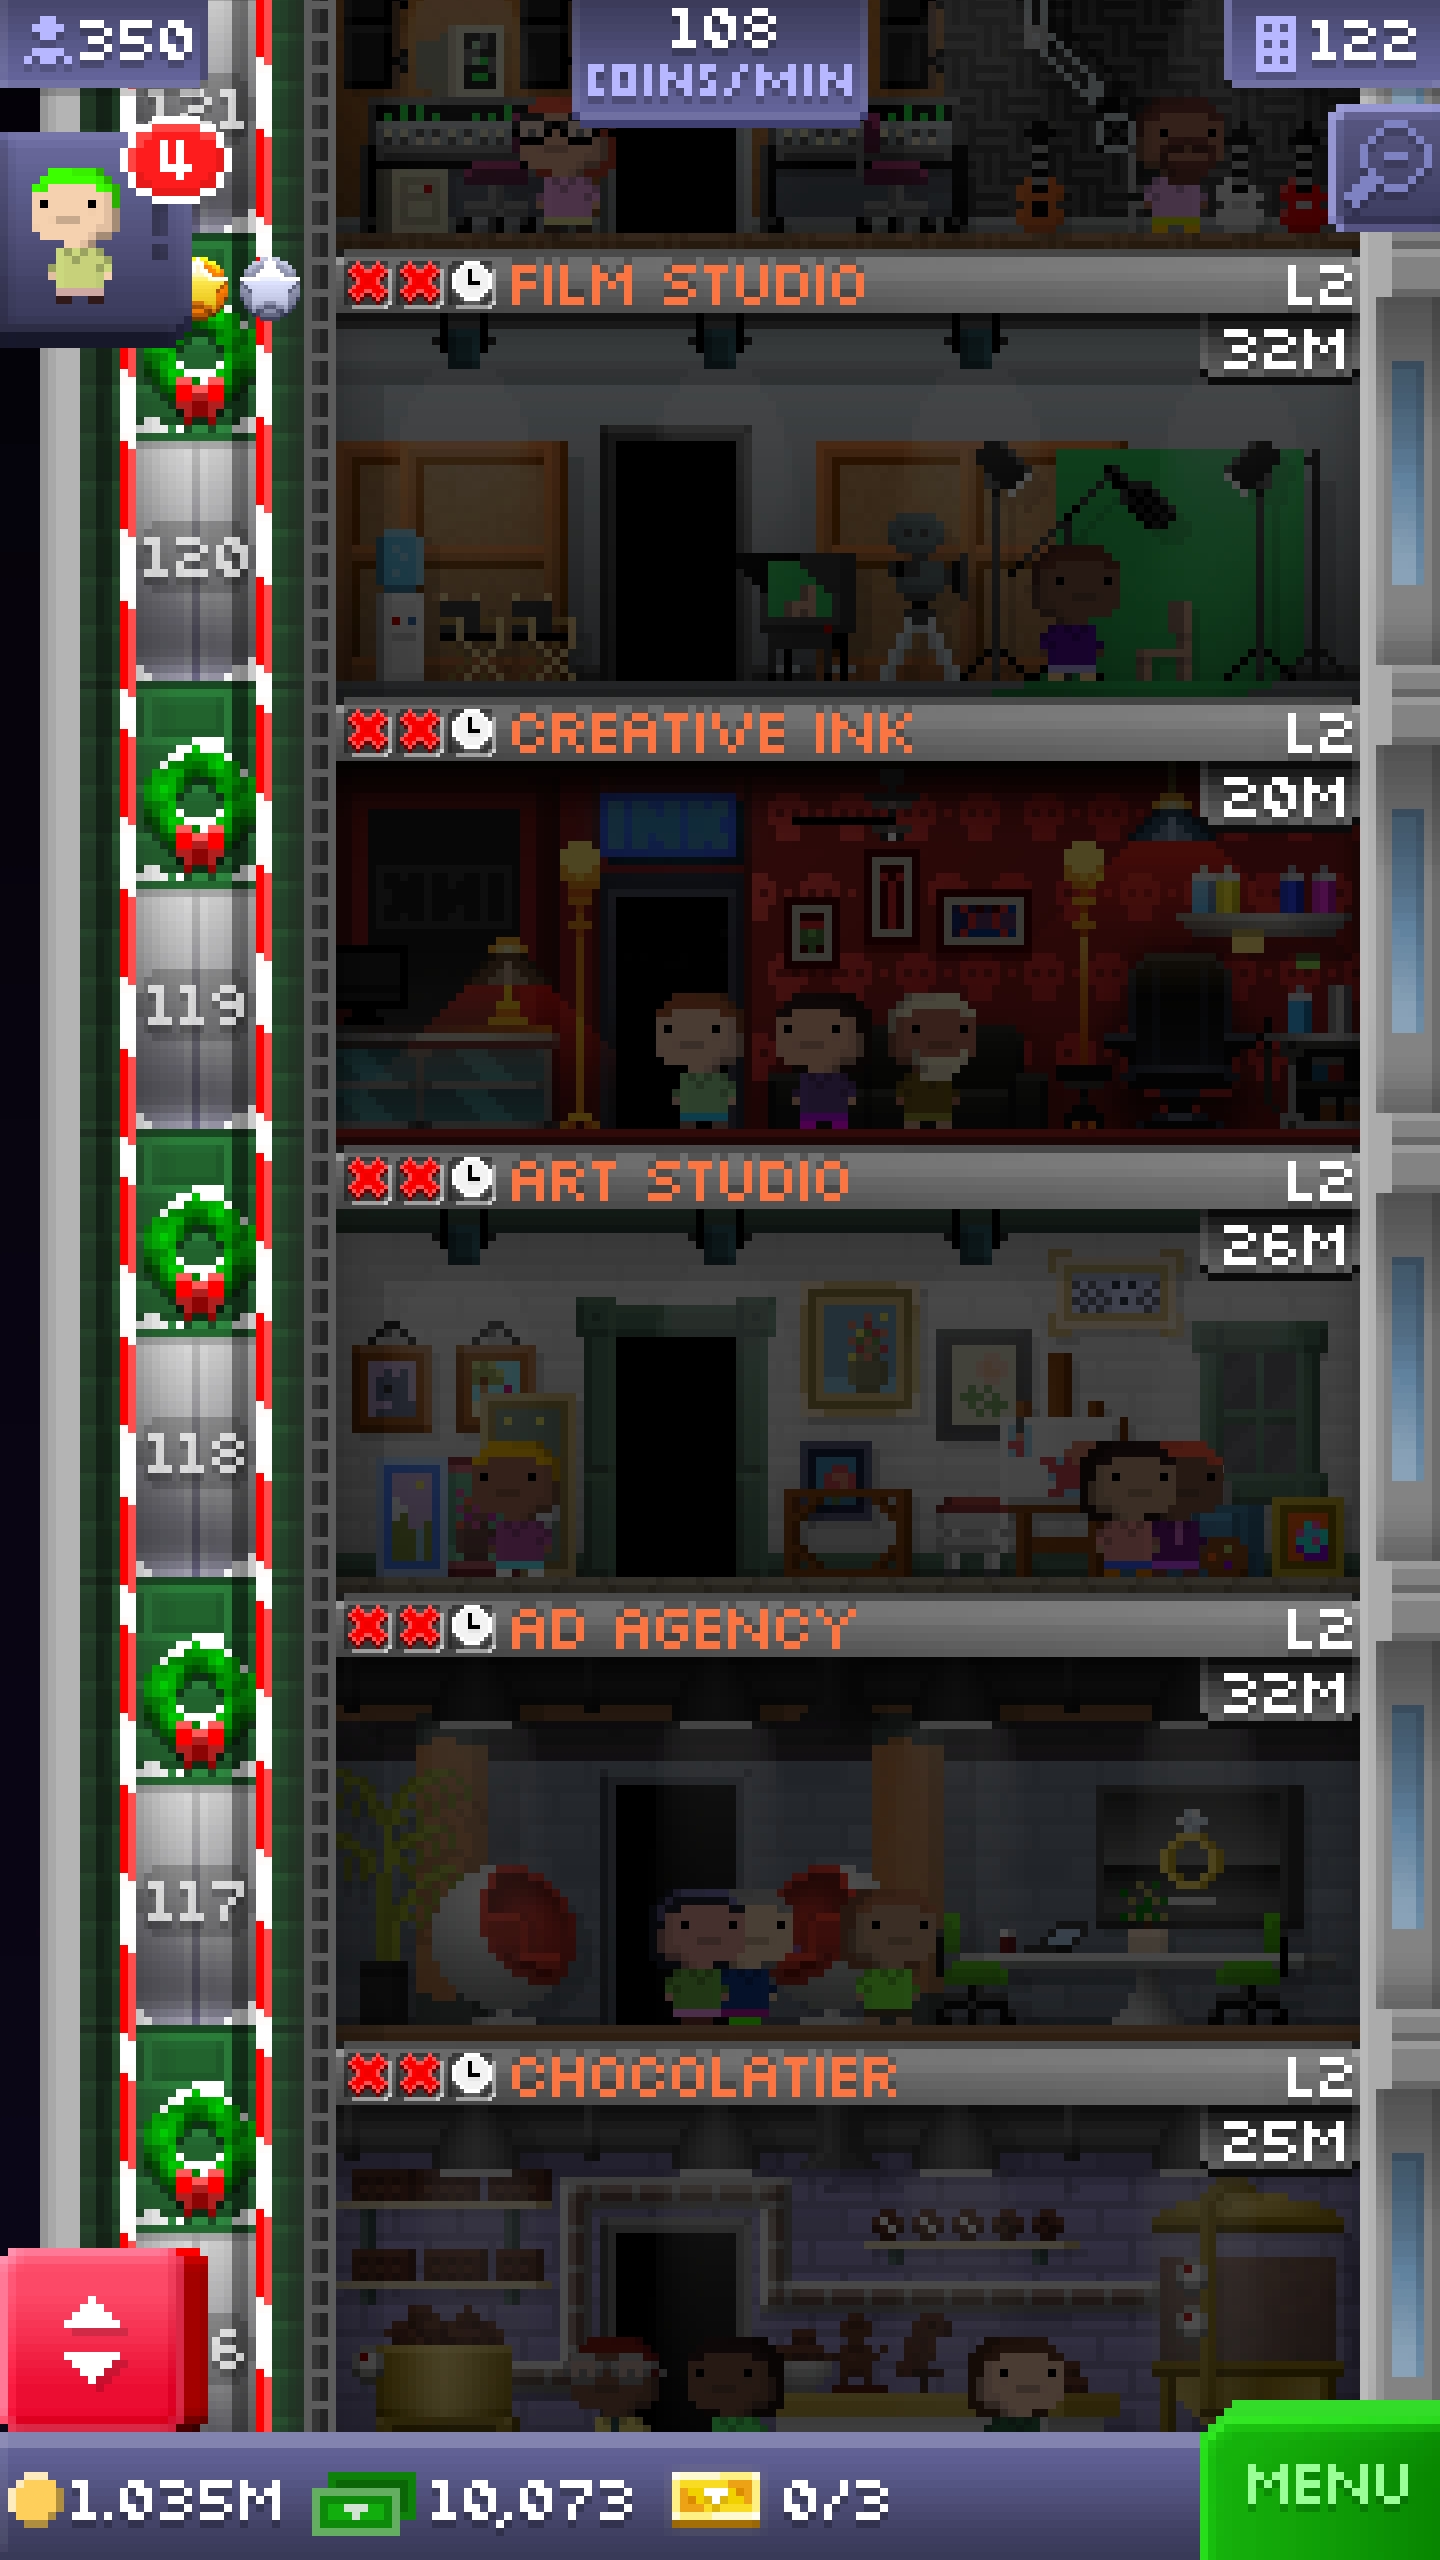 350
108
COINS/MIN
122
121
4
FILM STUDIO L2
32M
120
CREATIVE INK L2
20M
INK
119
ART STUDIO L2
26M
118
AD AGENCY L2
32M
117
CHOCOLATIER L2
25M
6
1.035M 10,073 0/3
MENU